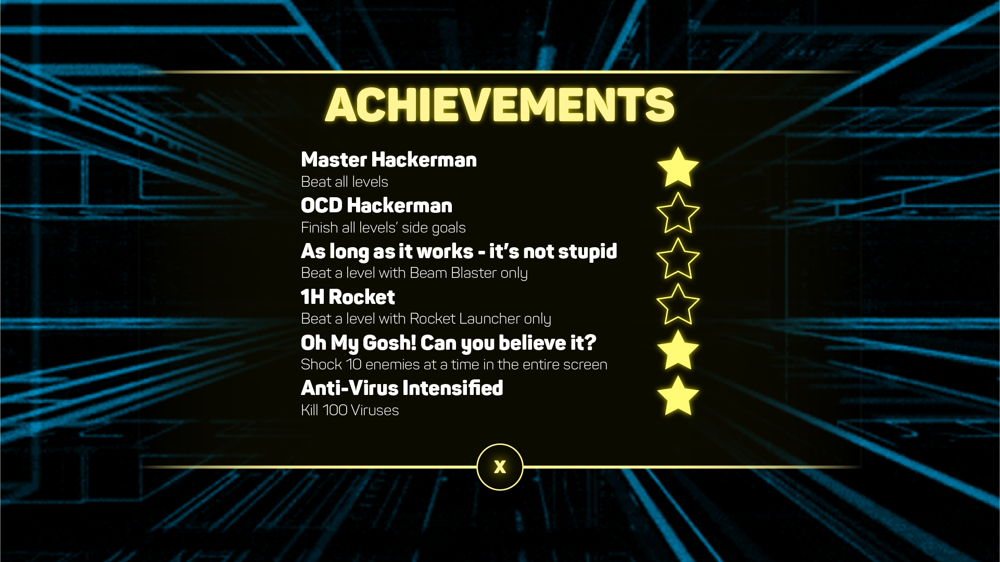 ACHIEVEMENTS
Master Hackerman
Beat all levels
OCD Hackerman
Finish all levels’ side goals
As long as it works - it’s not stupid
Beat a level with Beam Blaster only
1H Rocket
Beat a level with Rocket Launcher only
Oh My Gosh! Can you believe it?
Shock 10 enemies at a time in the entire screen
Anti-Virus Intensified
Kill 100 Viruses
X